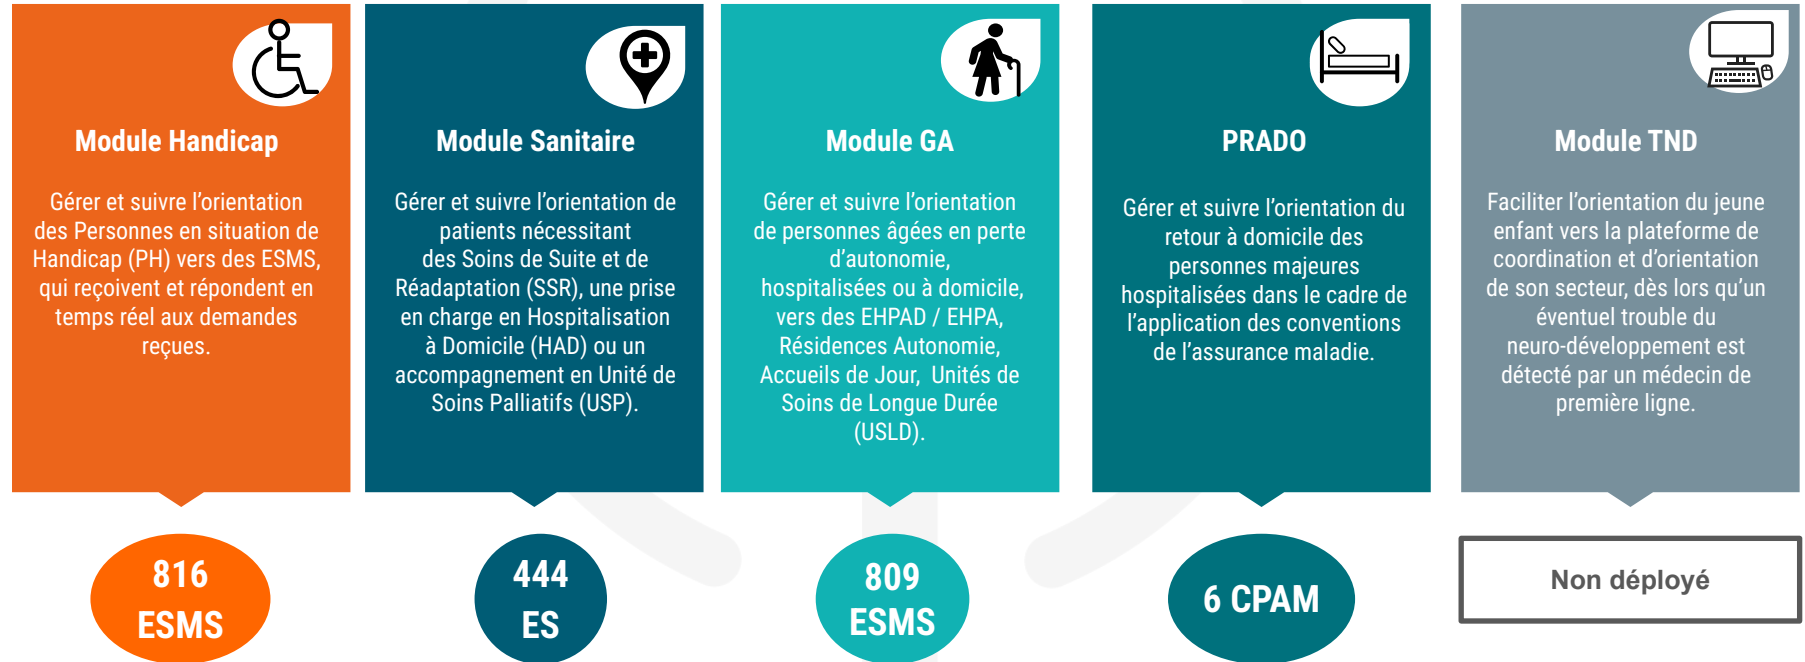 Module Handicap
Gérer et suivre l’orientation
des Personnes en situation de
Handicap (PH) vers des ESMS,
qui reçoivent et répondent en
temps réel aux demandes
reçues.
816
ESMS
Module Sanitaire
Gérer et suivre l’orientation de
patients nécessitant
des Soins de Suite et de
Réadaptation (SSR), une prise
en charge en Hospitalisation
à Domicile (HAD) ou un
accompagnement en Unité de
Soins Palliatifs (USP).
444
ES
Module GA
Gérer et suivre l’orientation
de personnes âgées en perte
d’autonomie,
hospitalisées ou à domicile,
vers des EHPAD / EHPA,
Résidences Autonomie,
Accueils de Jour, Unités de
Soins de Longue Durée
(USLD).
809
ESMS
PRADO
Gérer et suivre l’orientation du
retour à domicile des
personnes majeures
hospitalisées dans le cadre de
l’application des conventions
de l’assurance maladie.
6 CPAM
Module TND
Faciliter l’orientation du jeune
enfant vers la plateforme de
coordination et d’orientation
de son secteur, dès lors qu’un
éventuel trouble du
neuro-développement est
détecté par un médecin de
première ligne.
Non déployé